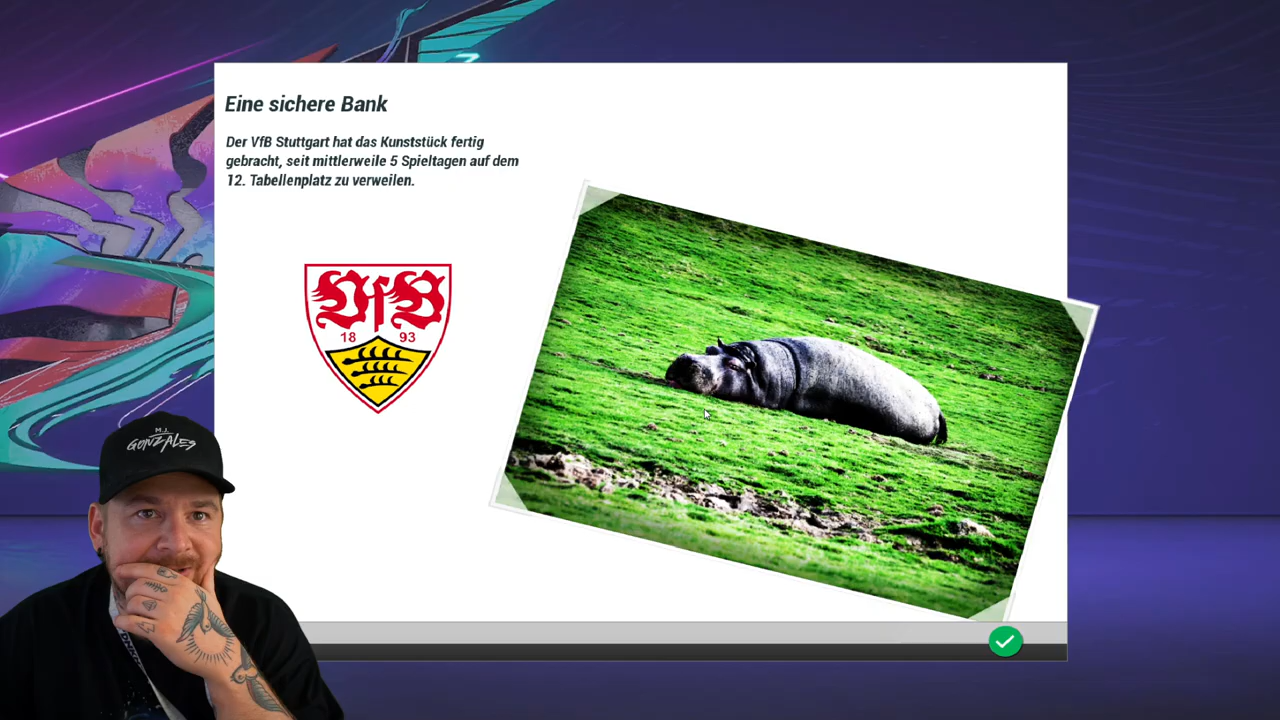 Eine sichere Bank
Der VfB Stuttgart hat das Kunststück fertig
gebracht, seit mittlerweile 5 Spieltagen auf dem
12. Tabellenplatz zu verweilen.
VfB
18 93
M.J.
GONZALES